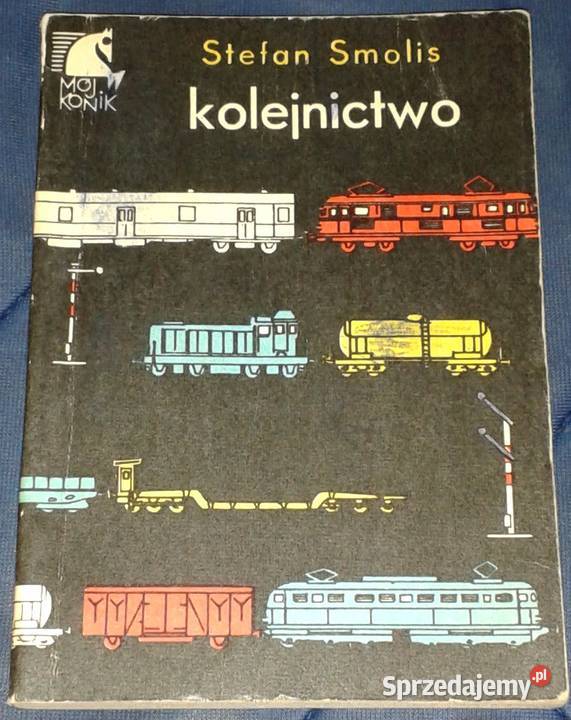 MÓJ
KONIK
Stefan Smolis
kolejnictwo
Sprzedajemy.pl